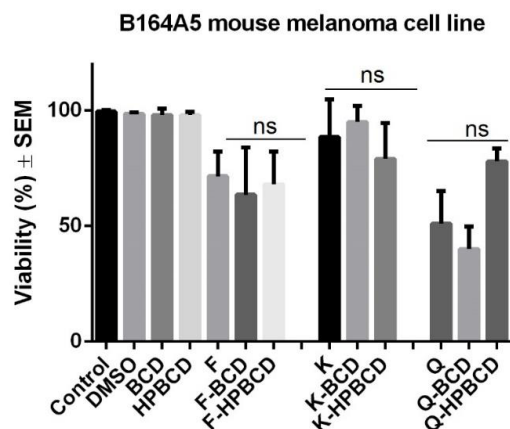 B164A5 mouse melanoma cell line
Viability (%) ± SEM
100
50
0
ns
ns
ns
Control
DMSO
BCD
HPBCD
F
F-BCD
F-HPBCD
K
K-BCD
K-HPBCD
Q
Q-BCD
Q-HPBCD